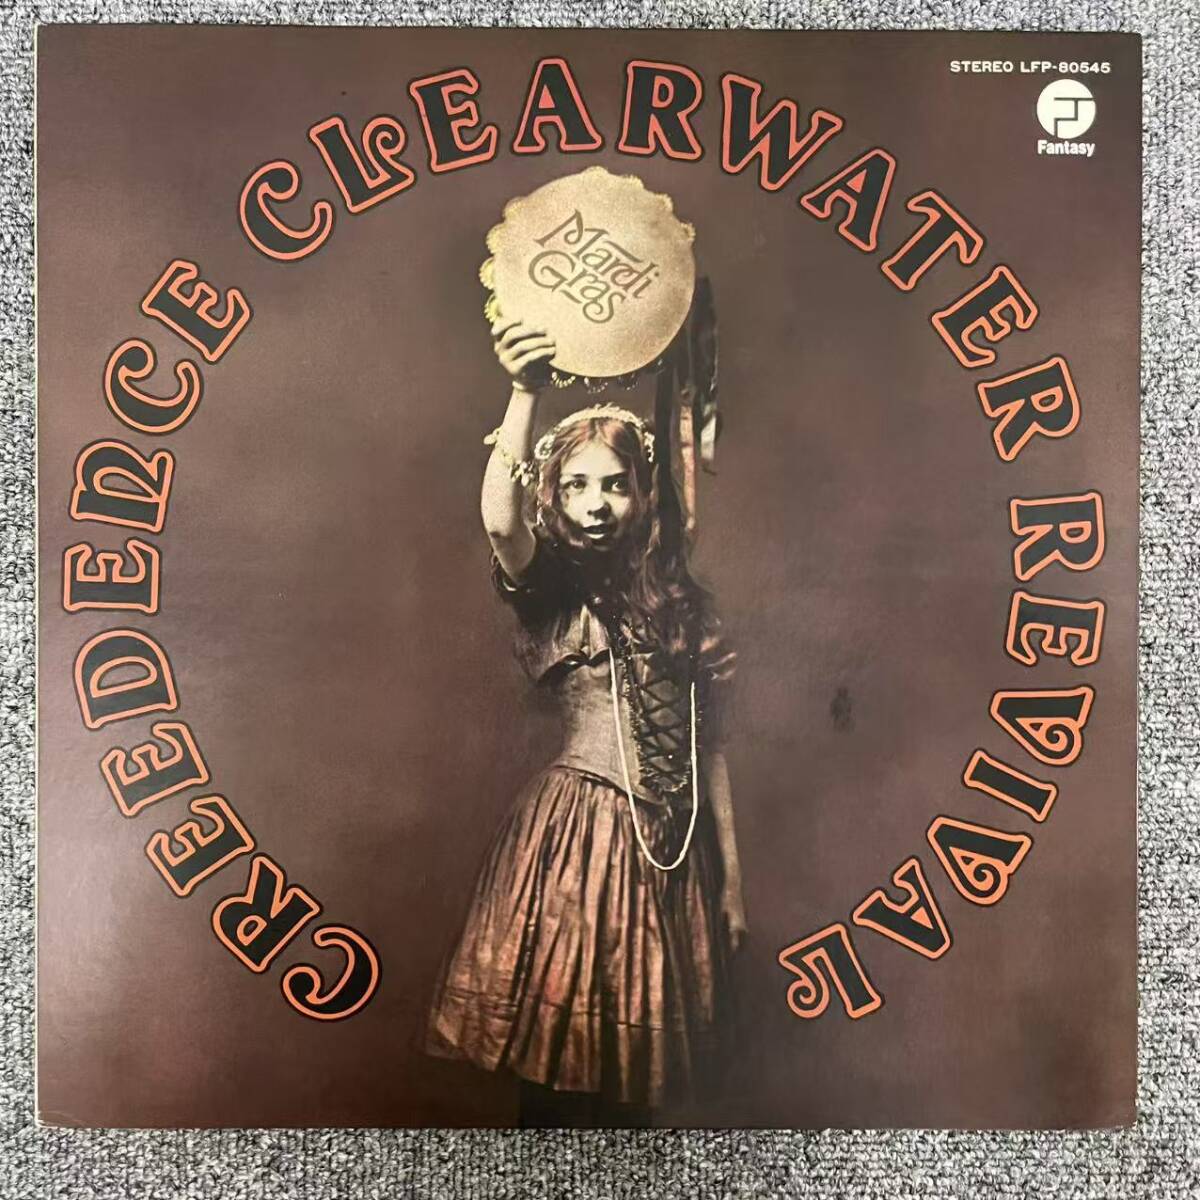 STEREO LFP-80545
Fantasy
CREEDENCE CLEARWATER REVIVAL
Mardi
Gras